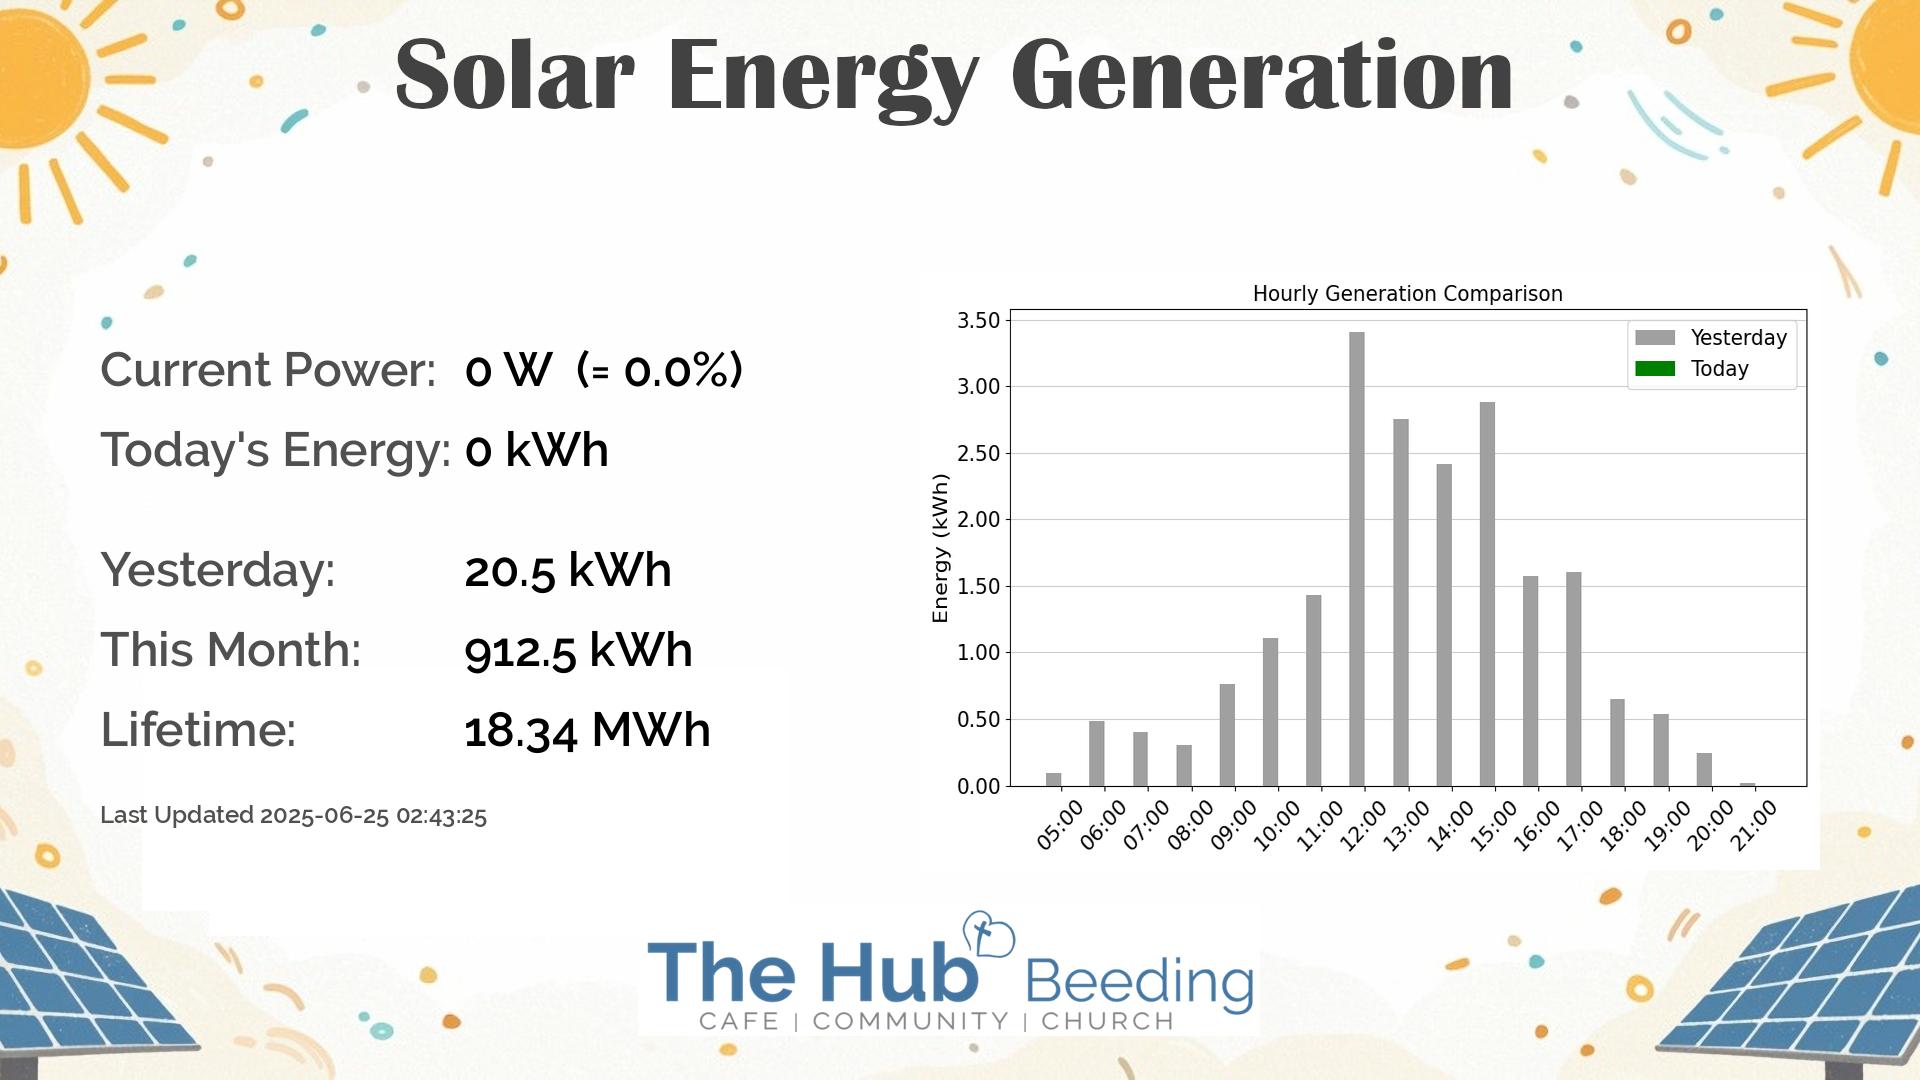 Solar Energy Generation
Current Power: 0 W (= 0.0%)
Today's Energy: 0 kWh
Yesterday: 20.5 kWh
This Month: 912.5 kWh
Lifetime: 18.34 MWh
Last Updated 2025-06-25 02:43:25
Hourly Generation Comparison
Yesterday
Today
Energy (kWh)
3.50
3.00
2.50
2.00
1.50
1.00
0.50
0.00
05:00 06:00 07:00 08:00 09:00 10:00 11:00 12:00 13:00 14:00 15:00 16:00 17:00 18:00 19:00 20:00 21:00
The Hub Beeding
CAFE | COMMUNITY | CHURCH